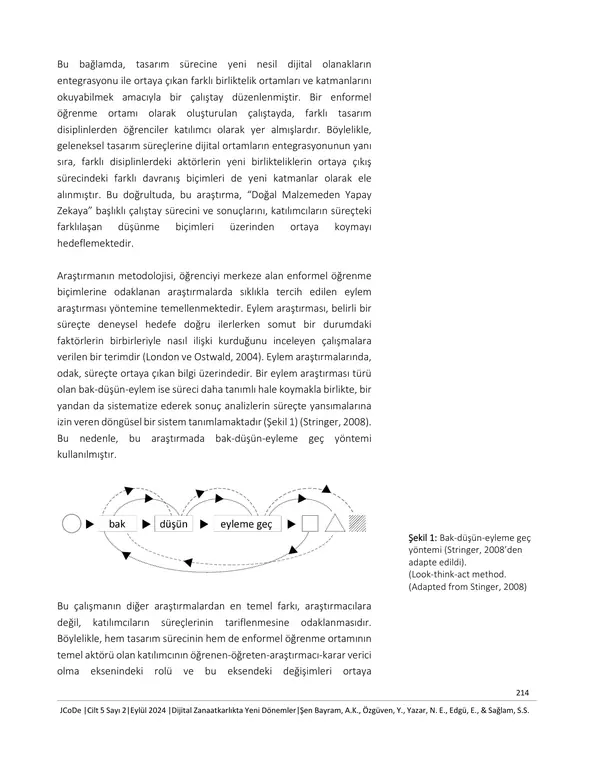 Bu bağlamda, tasarım sürecine yeni nesil dijital olanakların
entegrasyonu ile ortaya çıkan farklı birliktelik ortamları ve katmanlarını
okuyabilmek amacıyla bir çalıştay düzenlenmiştir. Bir enformel
öğrenme ortamı olarak oluşturulan çalıştayda, farklı tasarım
disiplinlerden öğrenciler katılımcı olarak yer almışlardır. Böylelikle,
geleneksel tasarım süreçlerine dijital ortamların entegrasyonunun yanı
sıra, farklı disiplinlerdeki aktörlerin yeni birlikteliklerin ortaya çıkış
sürecindeki farklı davranış biçimleri de yeni katmanlar olarak ele
alınmıştır. Bu doğrultuda, bu araştırma, “Doğal Malzemeden Yapay
Zekaya” başlıklı çalıştay sürecini ve sonuçlarını, katılımcıların süreçteki
farklılaşan düşünme biçimleri üzerinden ortaya koymayı
hedeflemektedir.
Araştırmanın metodolojisi, öğrenciyi merkeze alan enformel öğrenme
biçimlerine odaklanan araştırmalarda sıklıkla tercih edilen eylem
araştırması yöntemine temellenmektedir. Eylem araştırması, belirli bir
süreçte deneysel hedefe doğru ilerlerken somut bir durumdaki
faktörlerin birbirleriyle nasıl ilişki kurduğunu inceleyen çalışmalara
verilen bir terimdir (London ve Ostwald, 2004). Eylem araştırmalarında,
odak, süreçte ortaya çıkan bilgi üzerindedir. Bir eylem araştırması türü
olan bak-düşün-eylem ise süreci daha tanımlı hale koymakla birlikte, bir
yandan da sistematize ederek sonuç analizlerin süreçte yansımalarına
izin veren döngüsel bir sistem tanımlamaktadır (Şekil 1) (Stringer, 2008).
Bu nedenle, bu araştırmada bak-düşün-eyleme geç yöntemi
kullanılmıştır.
bak düşün eyleme geç
Şekil 1: Bak-düşün-eyleme geç
yöntemi (Stringer, 2008’den
adapte edildi).
(Look-think-act method.
(Adapted from Stinger, 2008)
Bu çalışmanın diğer araştırmalardan en temel farkı, araştırmacılara
değil, katılımcıların süreçlerinin tariflenmesine odaklanmasıdır.
Böylelikle, hem tasarım sürecinin hem de enformel öğrenme ortamının
temel aktörü olan katılımcının öğrenen-öğreten-araştırmacı-karar verici
olma eksenindeki rolü ve bu eksendeki değişimleri ortaya
214
JCoDe |Cilt 5 Sayı 2|Eylül 2024 |Dijital Zanaatkarlıkta Yeni Dönemler|Şen Bayram, A.K., Özgüven, Y., Yazar, N. E., Edgü, E., & Sağlam, S.S.